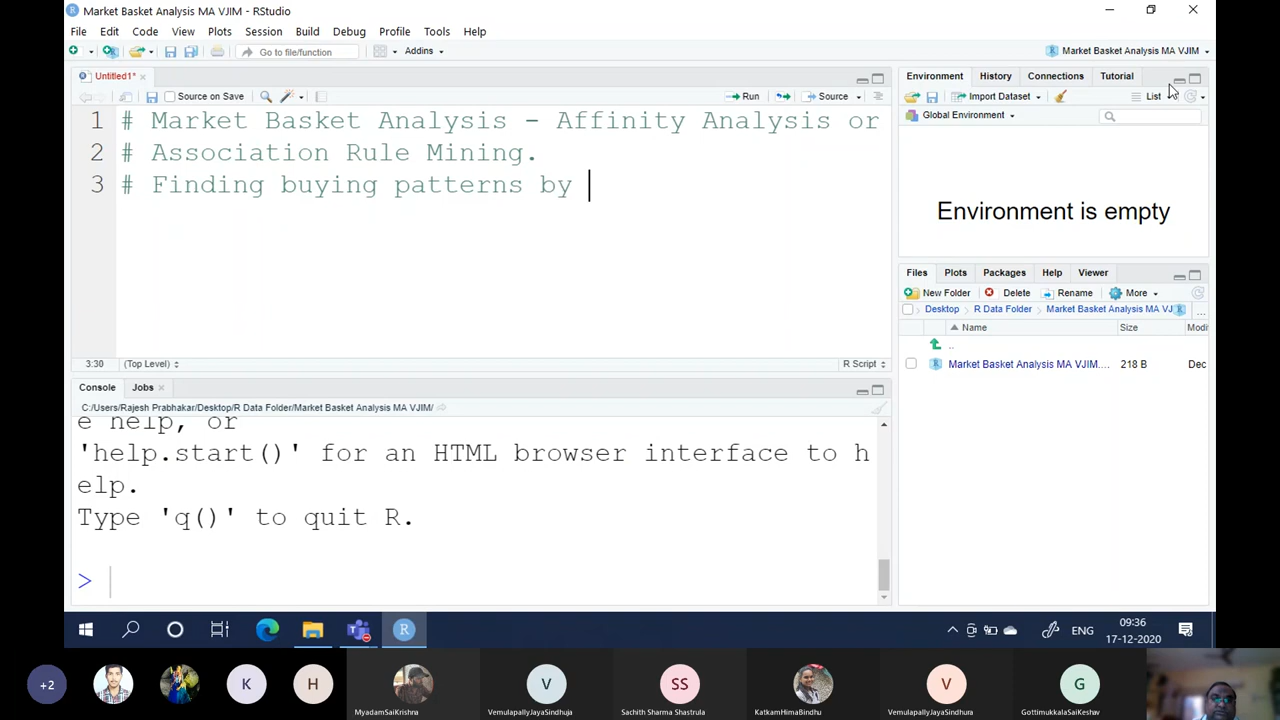 Market Basket Analysis MA VJIM - RStudio
File Edit Code View Plots Session Build Debug Profile Tools Help
Go to file/function Addins Market Basket Analysis MA VJIM
Untitled1*
Source on Save Run Source
1 # Market Basket Analysis - Affinity Analysis or
2 # Association Rule Mining.
3 # Finding buying patterns by
3:30 (Top Level) R Script
Console Jobs
C:/Users/Rajesh Prabhakar/Desktop/R Data Folder/Market Basket Analysis MA VJIM/
e help, or
'help.start()' for an HTML browser interface to h
elp.
Type 'q()' to quit R.
>
Environment History Connections Tutorial
Import Dataset List
Global Environment
Environment is empty
Files Plots Packages Help Viewer
New Folder Delete Rename More
Desktop R Data Folder Market Basket Analysis MA VJ ...
Name Size Modi
..
Market Basket Analysis MA VJIM.... 218 B Dec
ENG 09:36
17-12-2020
+2 K H V SS V G
MyadamSaiKrishna VemulapallyJayaSindhuja Sachith Sharma Shastrula KatkamHimaBindhu VemulapallyJayaSindhura GottimukkalaSaiKeshav